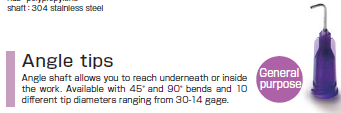 shaft : 304 stainless steel
Angle tips
Angle shaft allows you to reach underneath or inside
the work. Available with 45° and 90° bends and 10
different tip diameters ranging from 30-14 gage.
General
purpose